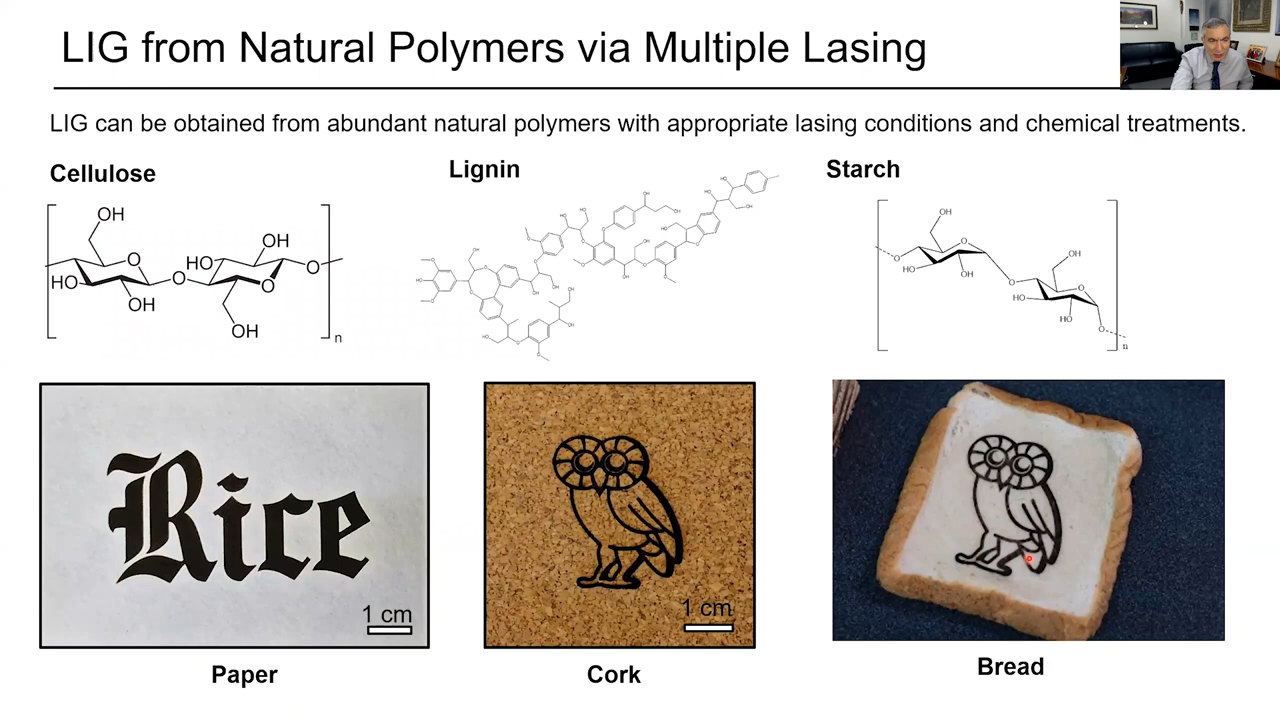 LIG from Natural Polymers via Multiple Lasing
LIG can be obtained from abundant natural polymers with appropriate lasing conditions and chemical treatments.
Cellulose
Lignin
Starch
OH
OH
O
HO
O
O
HO
OH
O
OH
n
OH
O
O
HO
OH
O
OH
O
HO
HO
O
n
Rice
1 cm
1 cm
Paper
Cork
Bread